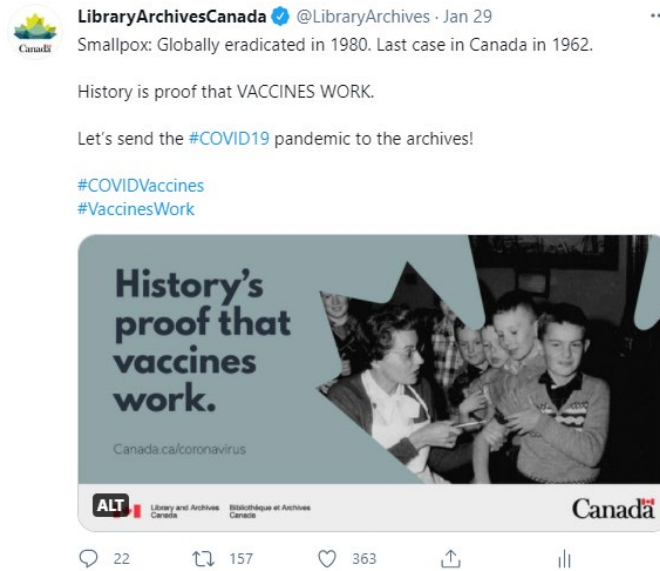 Canada
LibraryArchivesCanada @LibraryArchives · Jan 29
Smallpox: Globally eradicated in 1980. Last case in Canada in 1962.
History is proof that VACCINES WORK.
Let's send the #COVID19 pandemic to the archives!
#COVIDVaccines
#VaccinesWork
History's
proof that
vaccines
work.
Canada.ca/coronavirus
ALT
Library and Archives Bibliothèque et Archives
Canada Canada
Canada
22 157 363